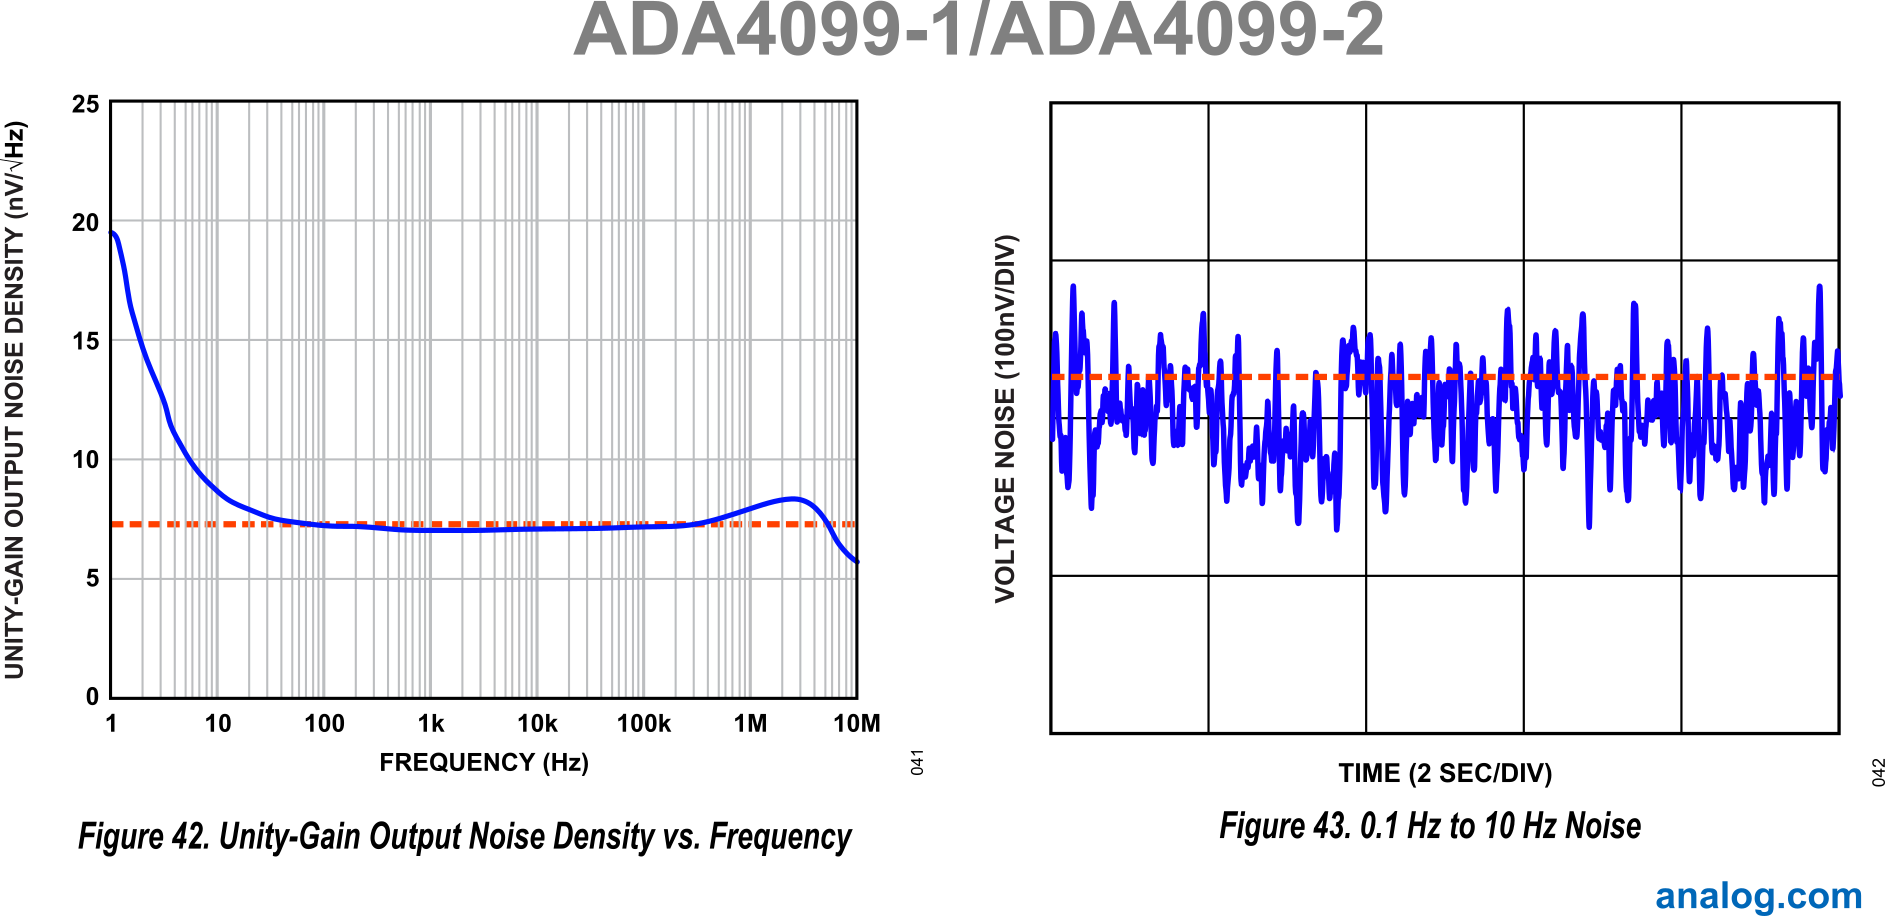 ADA4099-1/ADA4099-2
UNITY-GAIN OUTPUT NOISE DENSITY (nV/√Hz)
25
20
15
10
5
0
1 10 100 1k 10k 100k 1M 10M
FREQUENCY (Hz)
041
Figure 42. Unity-Gain Output Noise Density vs. Frequency
VOLTAGE NOISE (100nV/DIV)
TIME (2 SEC/DIV)
042
Figure 43. 0.1 Hz to 10 Hz Noise
analog.com